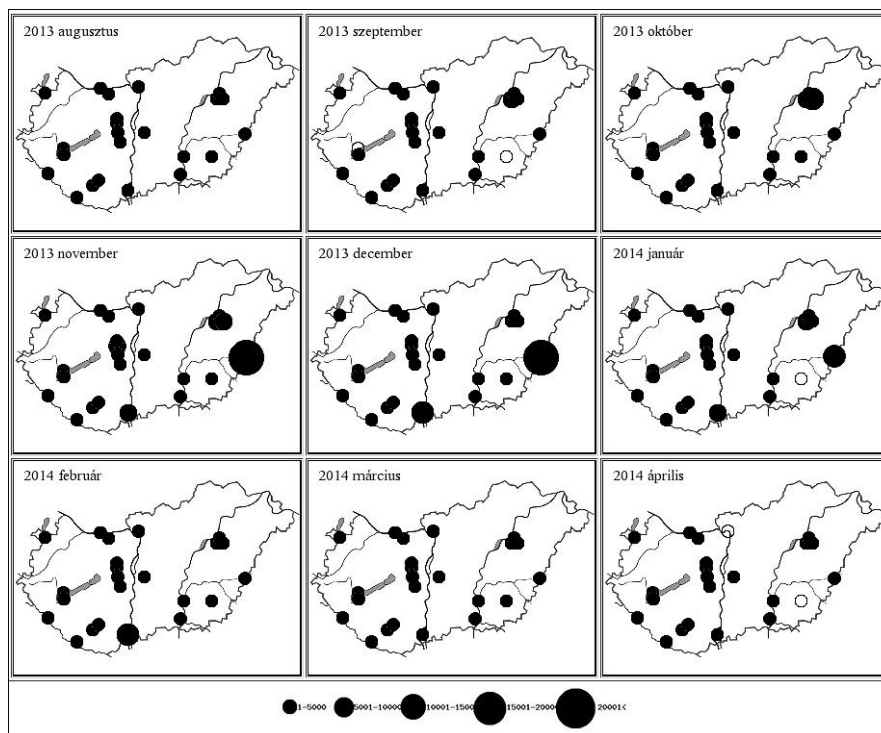 2013 augusztus
2013 szeptember
2013 október
2013 november
2013 december
2014 január
2014 február
2014 március
2014 április
1-5000 5001-10000 10001-1500 15001-2000 20001<